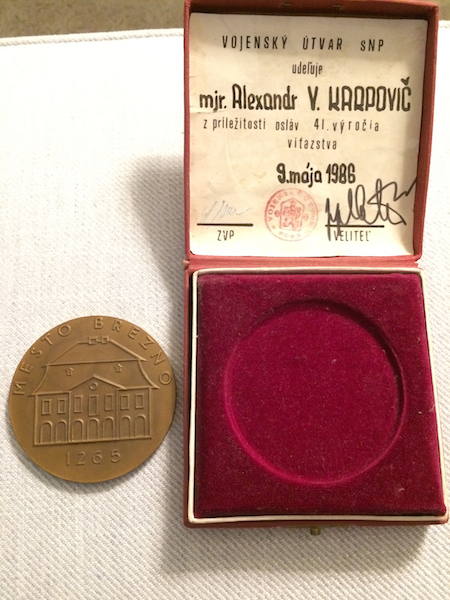 VOJENSKÝ ÚTVAR SNP
udeľuje
mjr. Alexandr V. KARPOVIČ
z príležitosti osláv 41. výročia
víťazstva
9. mája 1986
ZVP VELITEĽ
MESTO BREZNO
1265